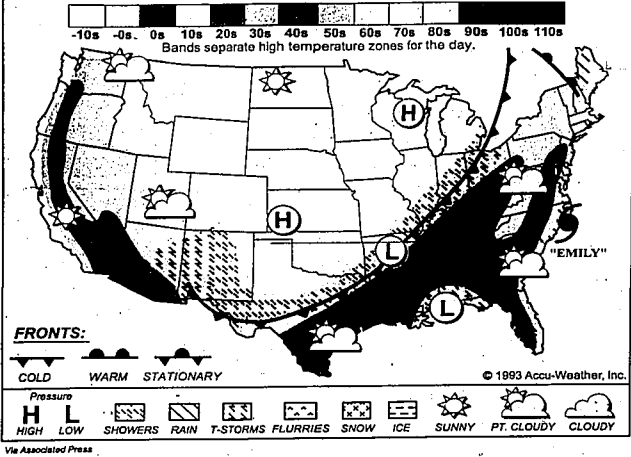 -10s -0s 0s 10s 20s 30s 40s 50s 60s 70s 80s 90s 100s 110s
Bands separate high temperature zones for the day.
H
H
L
"EMILY"
L
FRONTS:
COLD WARM STATIONARY
© 1993 Accu-Weather, Inc.
Pressure
H L
HIGH LOW SHOWERS RAIN T-STORMS FLURRIES SNOW ICE SUNNY PT. CLOUDY CLOUDY
Via Associated Press